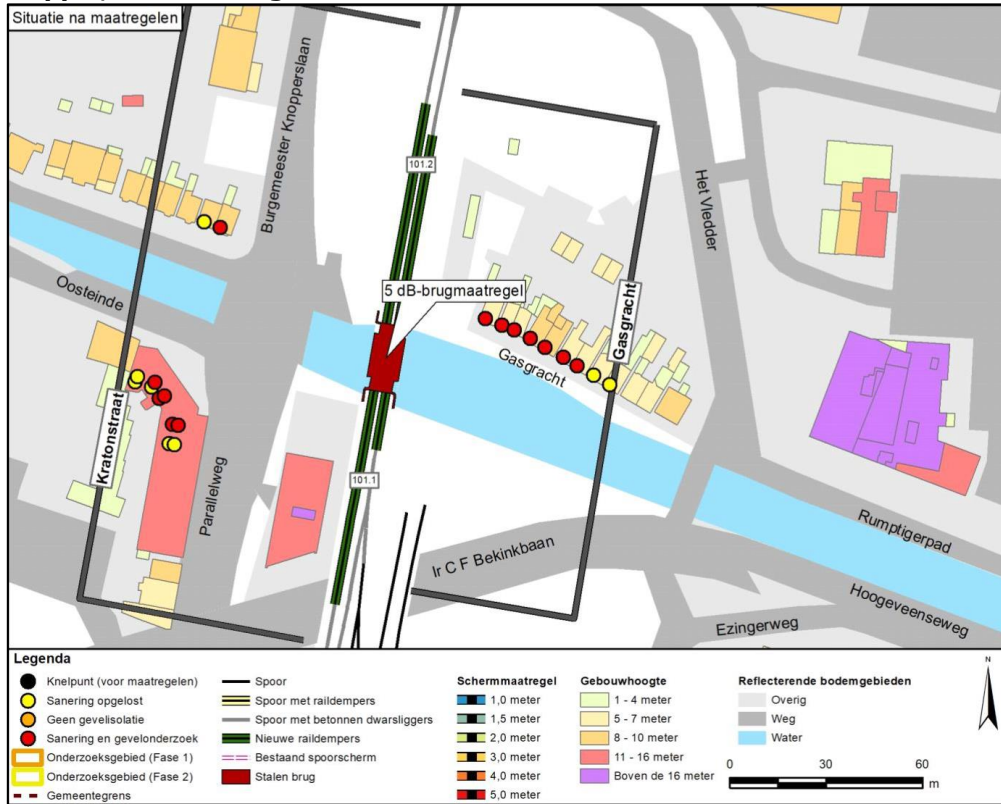 Situatie na maatregelen
Burgemeester Knopperslaan
101.2
Het Vledder
5 dB-brugmaatregel
Oosteinde
Gasgracht
Gasgracht
Kratonstraat
Parallelweg
101.1
Rumptigerpad
Ir C F Bekinkbaan
Hoogeveenseweg
Ezingerweg
Legenda
Knelpunt (voor maatregelen)
Sanering opgelost
Geen gevelisolatie
Sanering en gevelonderzoek
Onderzoeksgebied (Fase 1)
Onderzoeksgebied (Fase 2)
Gemeentegrens
Spoor
Spoor met raildempers
Spoor met betonnen dwarsliggers
Nieuwe raildempers
Bestaand spoorscherm
Stalen brug
Schermmaatregel
1,0 meter
1,5 meter
2,0 meter
3,0 meter
4,0 meter
5,0 meter
Gebouwhoogte
1 - 4 meter
5 - 7 meter
8 - 10 meter
11 - 16 meter
Boven de 16 meter
Reflecterende bodemgebieden
Overig
Weg
Water
N
0 30 60
m